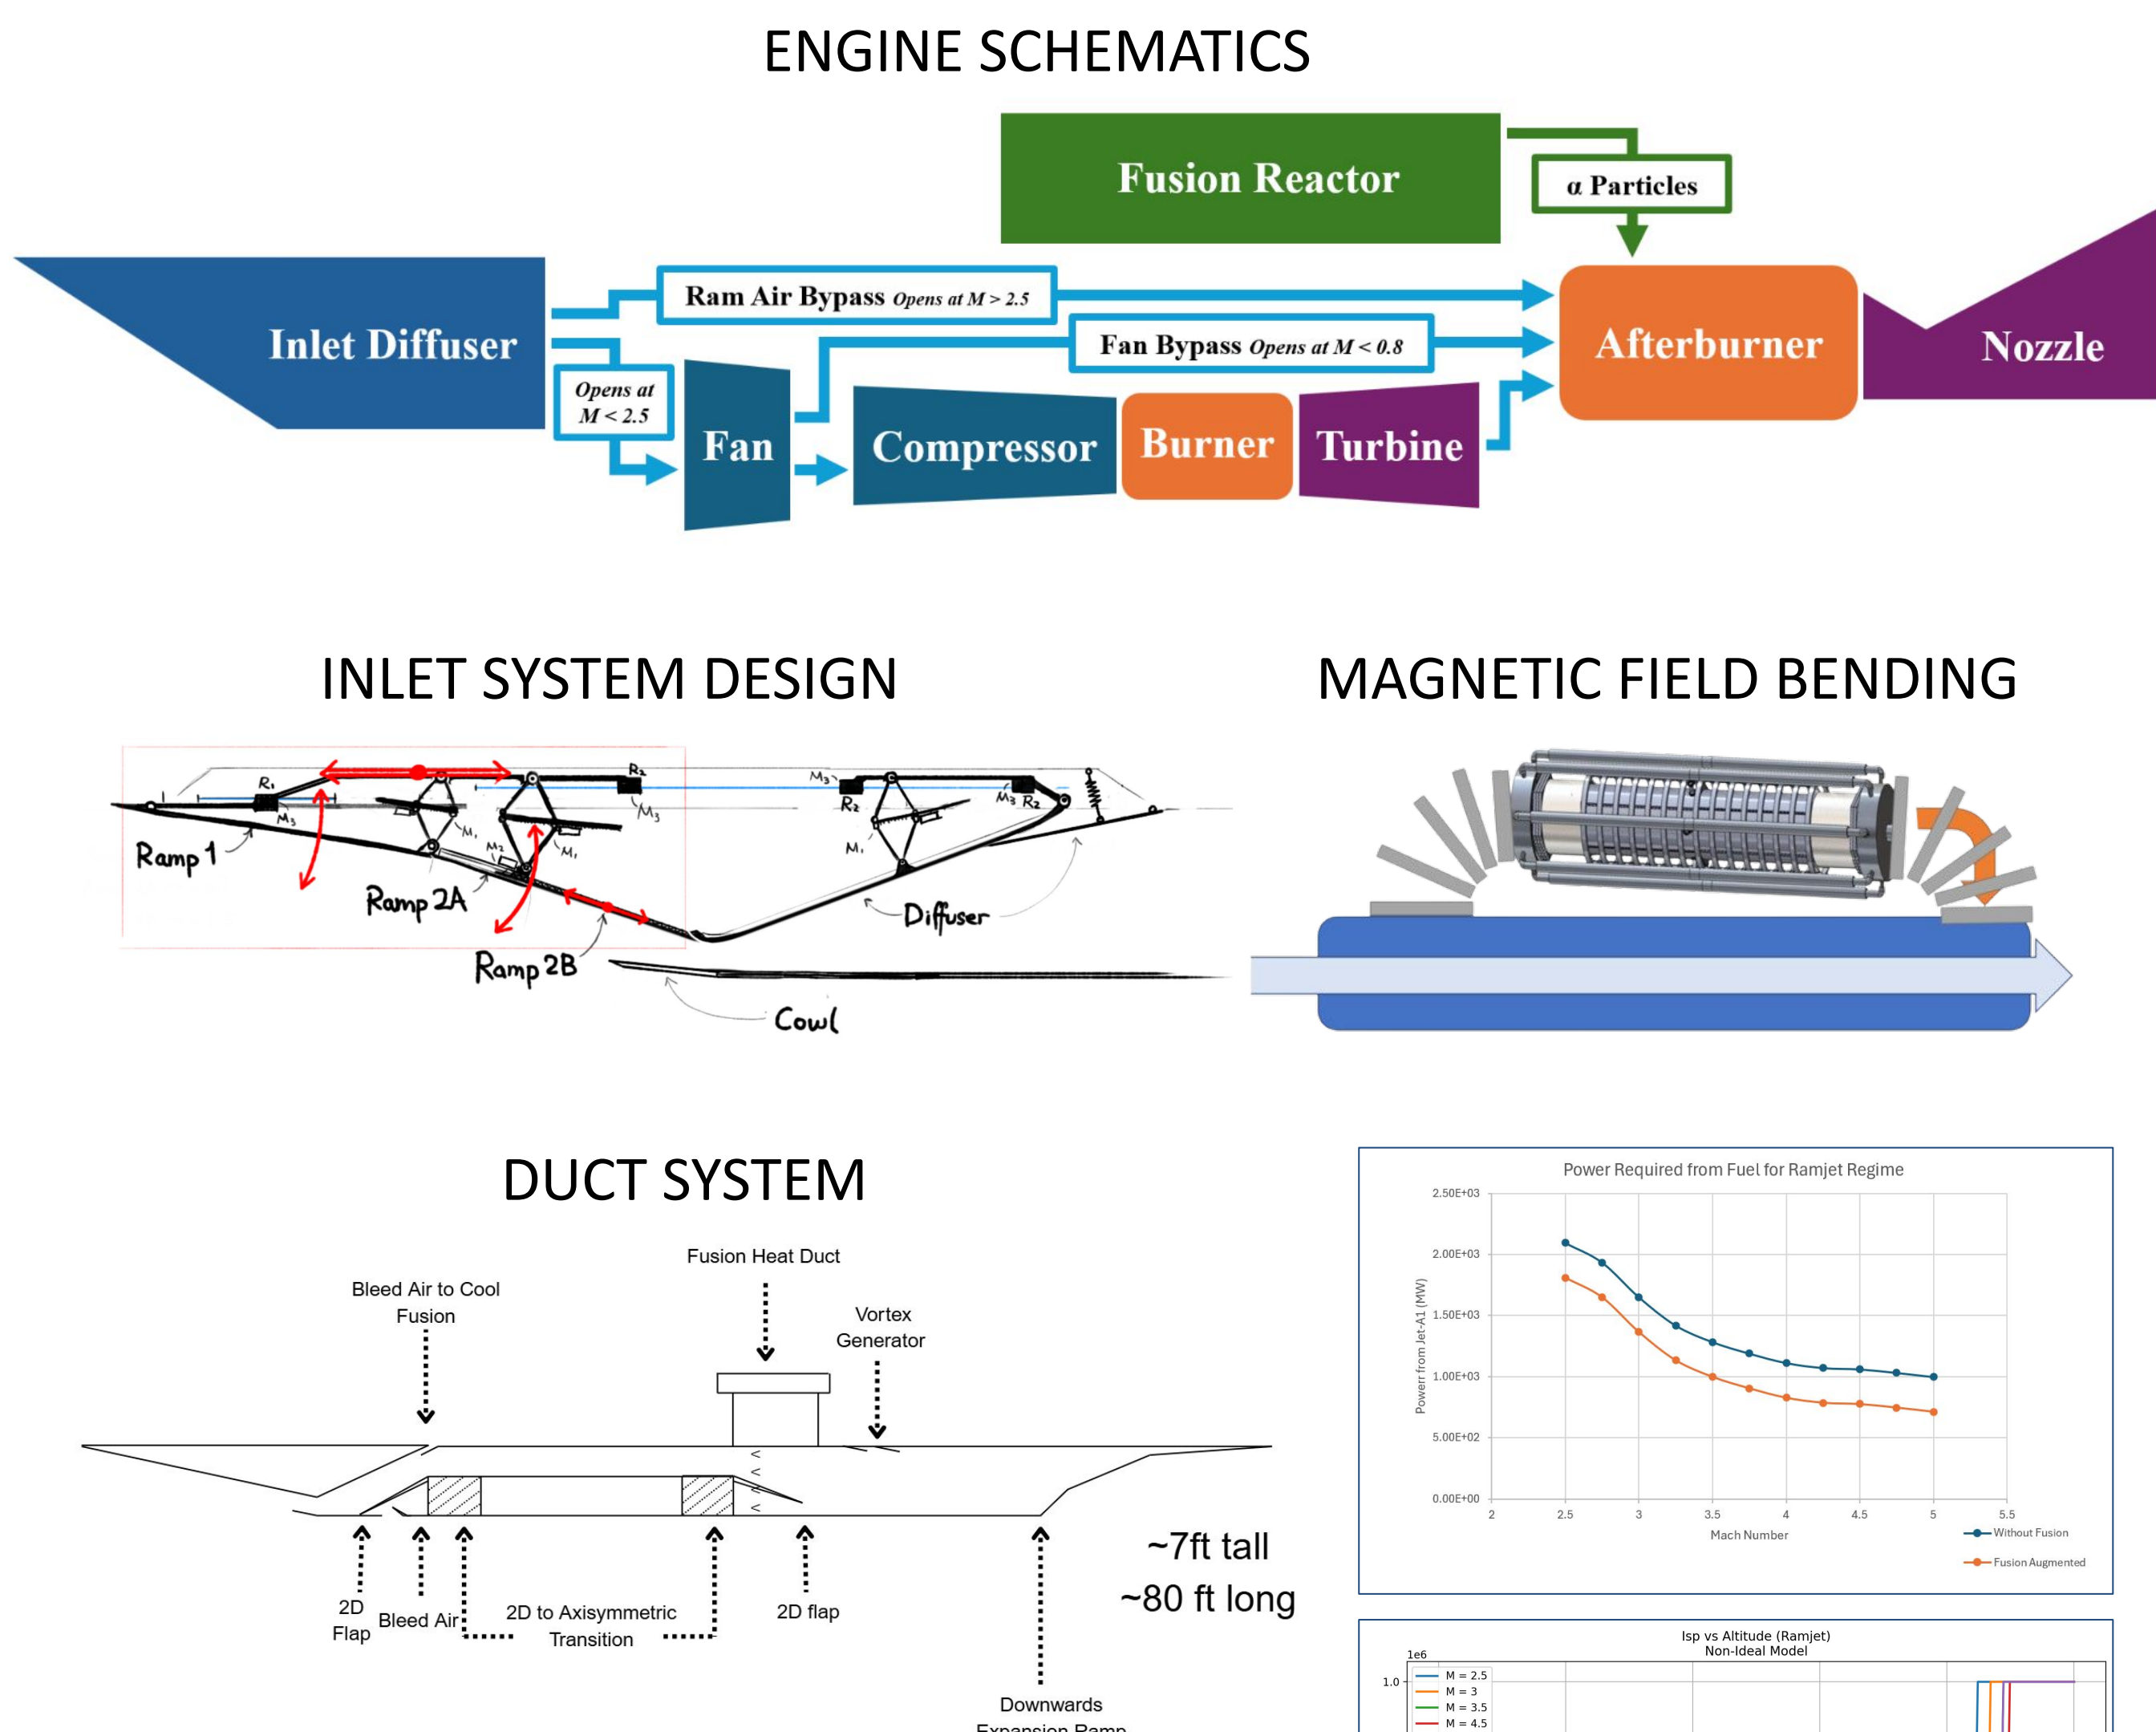 ENGINE SCHEMATICS
Fusion Reactor
α Particles
Ram Air Bypass Opens at M > 2.5
Fan Bypass Opens at M < 0.8
Inlet Diffuser
Opens at
M < 2.5
Fan
Compressor
Burner
Turbine
Afterburner
Nozzle
INLET SYSTEM DESIGN
R1
M3
Ramp 1
M1
Ramp 2A
M2
M1
R2
M3
Ramp 2B
M3
R2
M1
M3 R2
Diffuser
Cowl
MAGNETIC FIELD BENDING
DUCT SYSTEM
Fusion Heat Duct
Bleed Air to Cool
Fusion
Vortex
Generator
<
<
<
<
2D
Flap
Bleed Air
2D to Axisymmetric
Transition
2D flap
~7ft tall
~80 ft long
Downwards
Expansion Ramp
Power Required from Fuel for Ramjet Regime
Powerr from Jet-A1 (MW)
2.50E+03
2.00E+03
1.50E+03
1.00E+03
5.00E+02
0.00E+00
2 2.5 3 3.5 4 4.5 5 5.5
Mach Number
Without Fusion
Fusion Augmented
Isp vs Altitude (Ramjet)
Non-Ideal Model
1e6
1.0
M = 2.5
M = 3
M = 3.5
M = 4.5